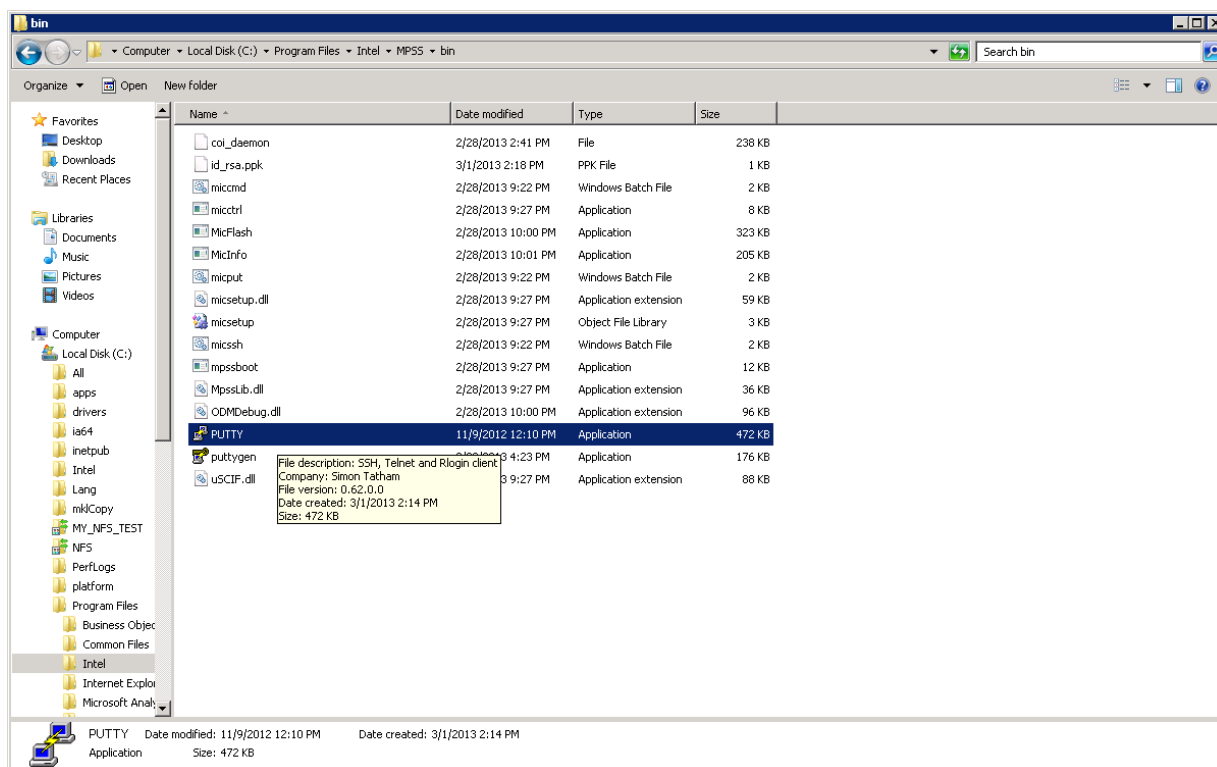 bin
Computer Local Disk (C:) Program Files Intel MPSS bin
Search bin
Organize Open New folder
Favorites
Desktop
Downloads
Recent Places
Libraries
Documents
Music
Pictures
Videos
Computer
Local Disk (C:)
All
apps
drivers
ia64
inetpub
Intel
Lang
mklCopy
MY_NFS_TEST
NFS
PerfLogs
platform
Program Files
Business Objec
Common Files
Intel
Internet Explor
Microsoft Analy
Name Date modified Type Size
coi_daemon 2/28/2013 2:41 PM File 238 KB
id_rsa.ppk 3/1/2013 2:18 PM PPK File 1 KB
miccmd 2/28/2013 9:22 PM Windows Batch File 2 KB
micctrl 2/28/2013 9:27 PM Application 8 KB
MicFlash 2/28/2013 10:00 PM Application 323 KB
MicInfo 2/28/2013 10:01 PM Application 205 KB
micput 2/28/2013 9:22 PM Windows Batch File 2 KB
micsetup.dll 2/28/2013 9:27 PM Application extension 59 KB
micsetup 2/28/2013 9:27 PM Object File Library 3 KB
micssh 2/28/2013 9:22 PM Windows Batch File 2 KB
mpssboot 2/28/2013 9:27 PM Application 12 KB
MpssLib.dll 2/28/2013 9:27 PM Application extension 36 KB
ODMDebug.dll 2/28/2013 10:00 PM Application extension 96 KB
PUTTY 11/9/2012 12:10 PM Application 472 KB
puttygen 4:23 PM Application 176 KB
uSCIF.dll 9:27 PM Application extension 88 KB
File description: SSH, Telnet and Rlogin client
Company: Simon Tatham
File version: 0.62.0.0
Date created: 3/1/2013 2:14 PM
Size: 472 KB
PUTTY Date modified: 11/9/2012 12:10 PM Date created: 3/1/2013 2:14 PM
Application Size: 472 KB